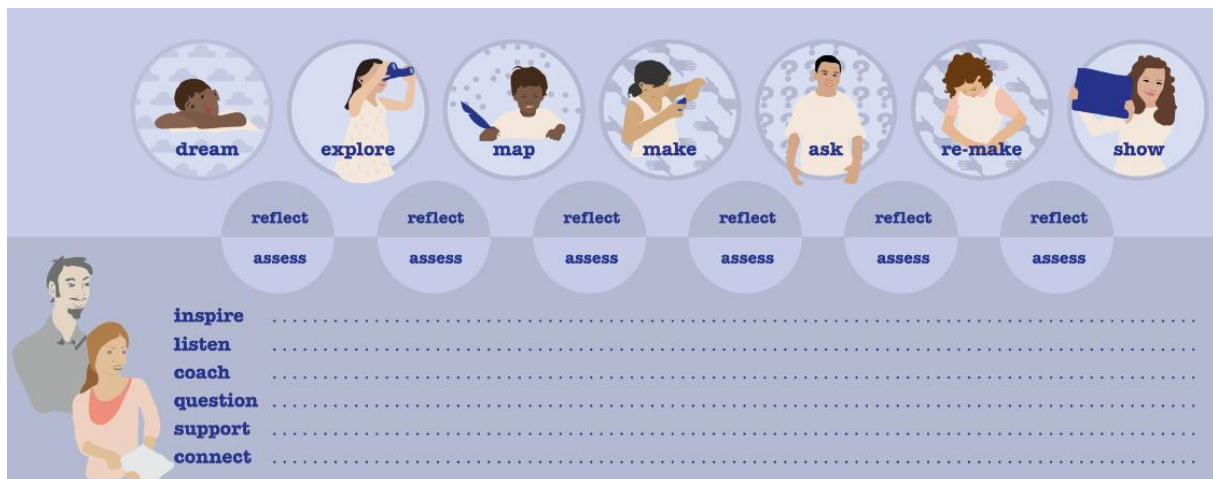 dream explore map make ask re-make show
reflect reflect reflect reflect reflect reflect
assess assess assess assess assess assess
inspire
listen
coach
question
support
connect